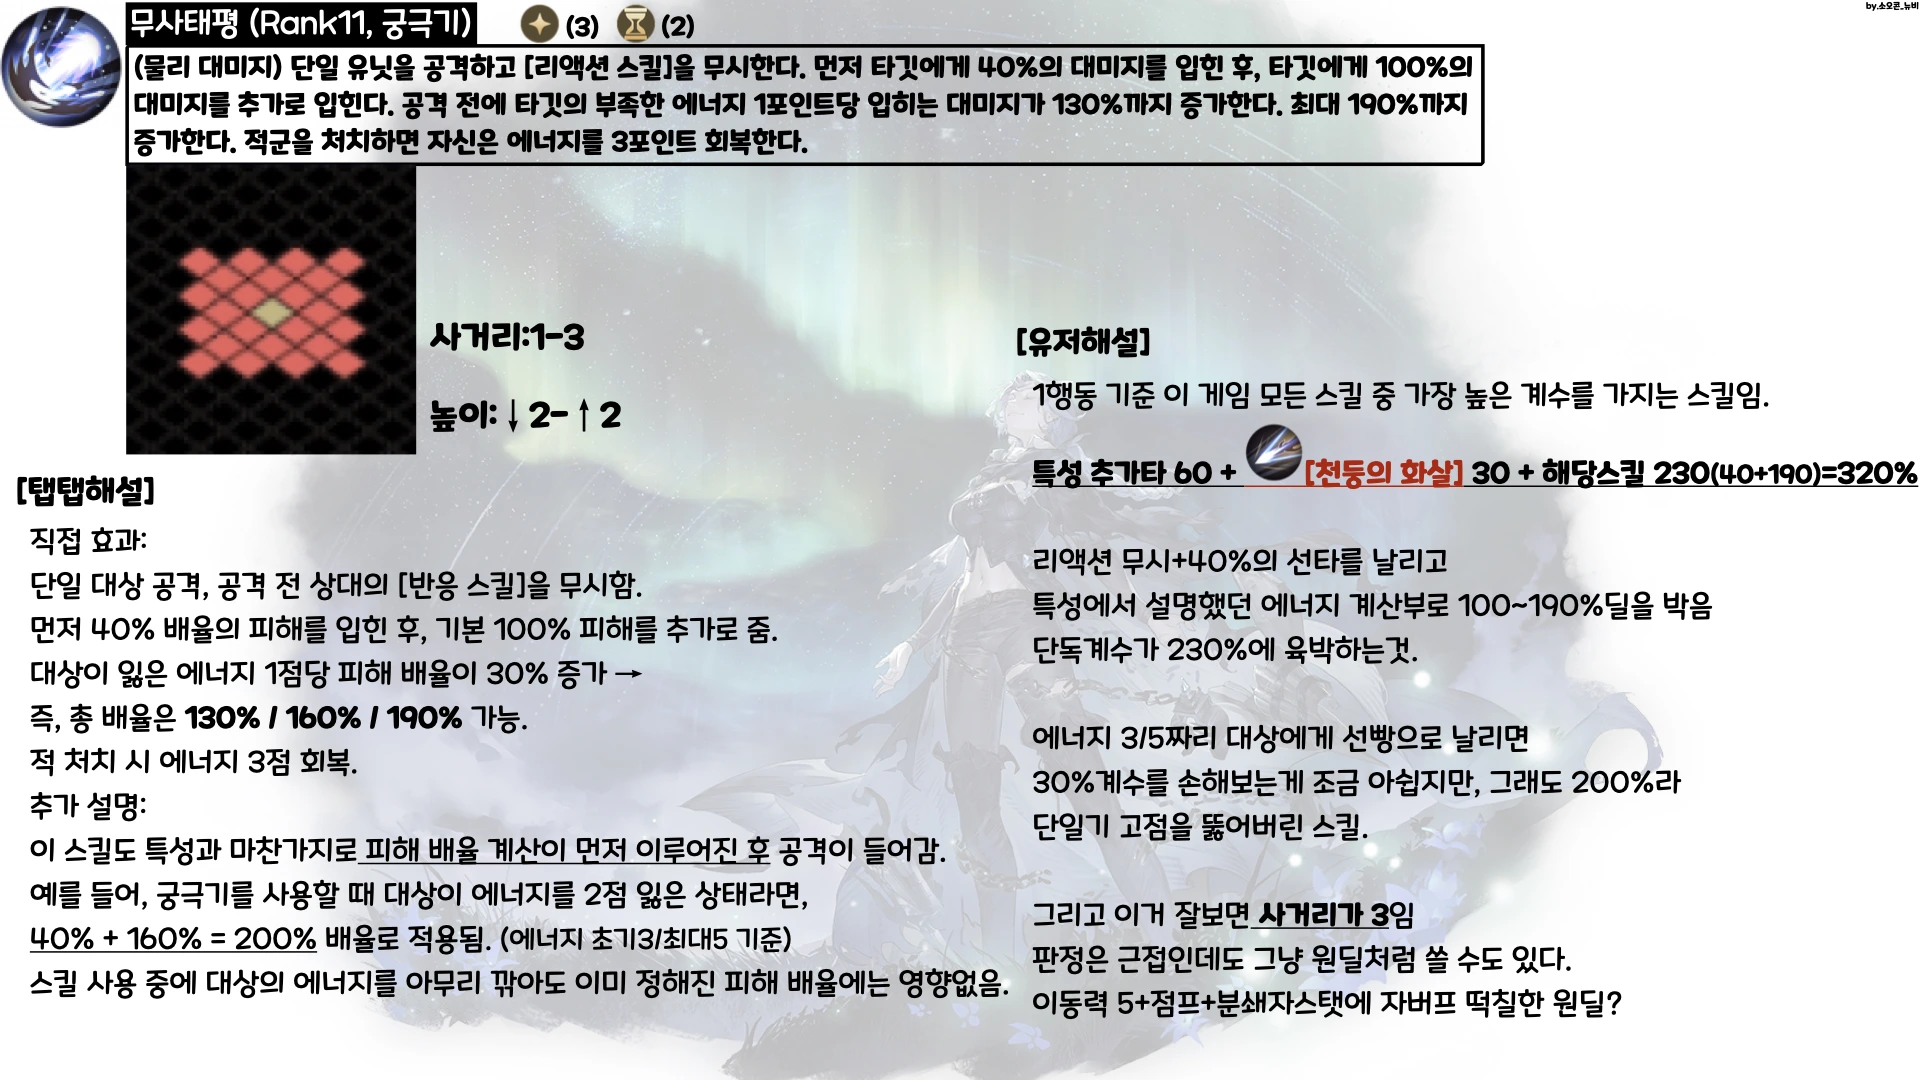 by.소오콘_뉴비
무사태평 (Rank11, 궁극기) (3) (2)
(물리 대미지) 단일 유닛을 공격하고 [리액션 스킬]을 무시한다. 먼저 타깃에게 40%의 대미지를 입힌 후, 타깃에게 100%의
대미지를 추가로 입힌다. 공격 전에 타깃의 부족한 에너지 1포인트당 입히는 대미지가 130%까지 증가한다. 최대 190%까지
증가한다. 적군을 처치하면 자신은 에너지를 3포인트 회복한다.
사거리:1-3
높이:↓2-↑2
[탭탭해설]
직접 효과:
단일 대상 공격, 공격 전 상대의 [반응 스킬]을 무시함.
먼저 40% 배율의 피해를 입힌 후, 기본 100% 피해를 추가로 줌.
대상이 잃은 에너지 1점당 피해 배율이 30% 증가 →
즉, 총 배율은 130% / 160% / 190% 가능.
적 처치 시 에너지 3점 회복.
추가 설명:
이 스킬도 특성과 마찬가지로 피해 배율 계산이 먼저 이루어진 후 공격이 들어감.
예를 들어, 궁극기를 사용할 때 대상이 에너지를 2점 잃은 상태라면,
40% + 160% = 200% 배율로 적용됨. (에너지 초기3/최대5 기준)
스킬 사용 중에 대상의 에너지를 아무리 깎아도 이미 정해진 피해 배율에는 영향없음.
[유저해설]
1행동 기준 이 게임 모든 스킬 중 가장 높은 계수를 가지는 스킬임.
특성 추가타 60 + [천둥의 화살] 30 + 해당스킬 230(40+190)=320%
리액션 무시+40%의 선타를 날리고
특성에서 설명했던 에너지 계산부로 100~190%딜을 박음
단독계수가 230%에 육박하는것.
에너지 3/5짜리 대상에게 선빵으로 날리면
30%계수를 손해보는게 조금 아쉽지만, 그래도 200%라
단일기 고점을 뚫어버린 스킬.
그리고 이거 잘보면 사거리가 3임
판정은 근접인데도 그냥 원딜처럼 쓸 수도 있다.
이동력 5+점프+분쇄자스탯에 자버프 떡칠한 원딜?